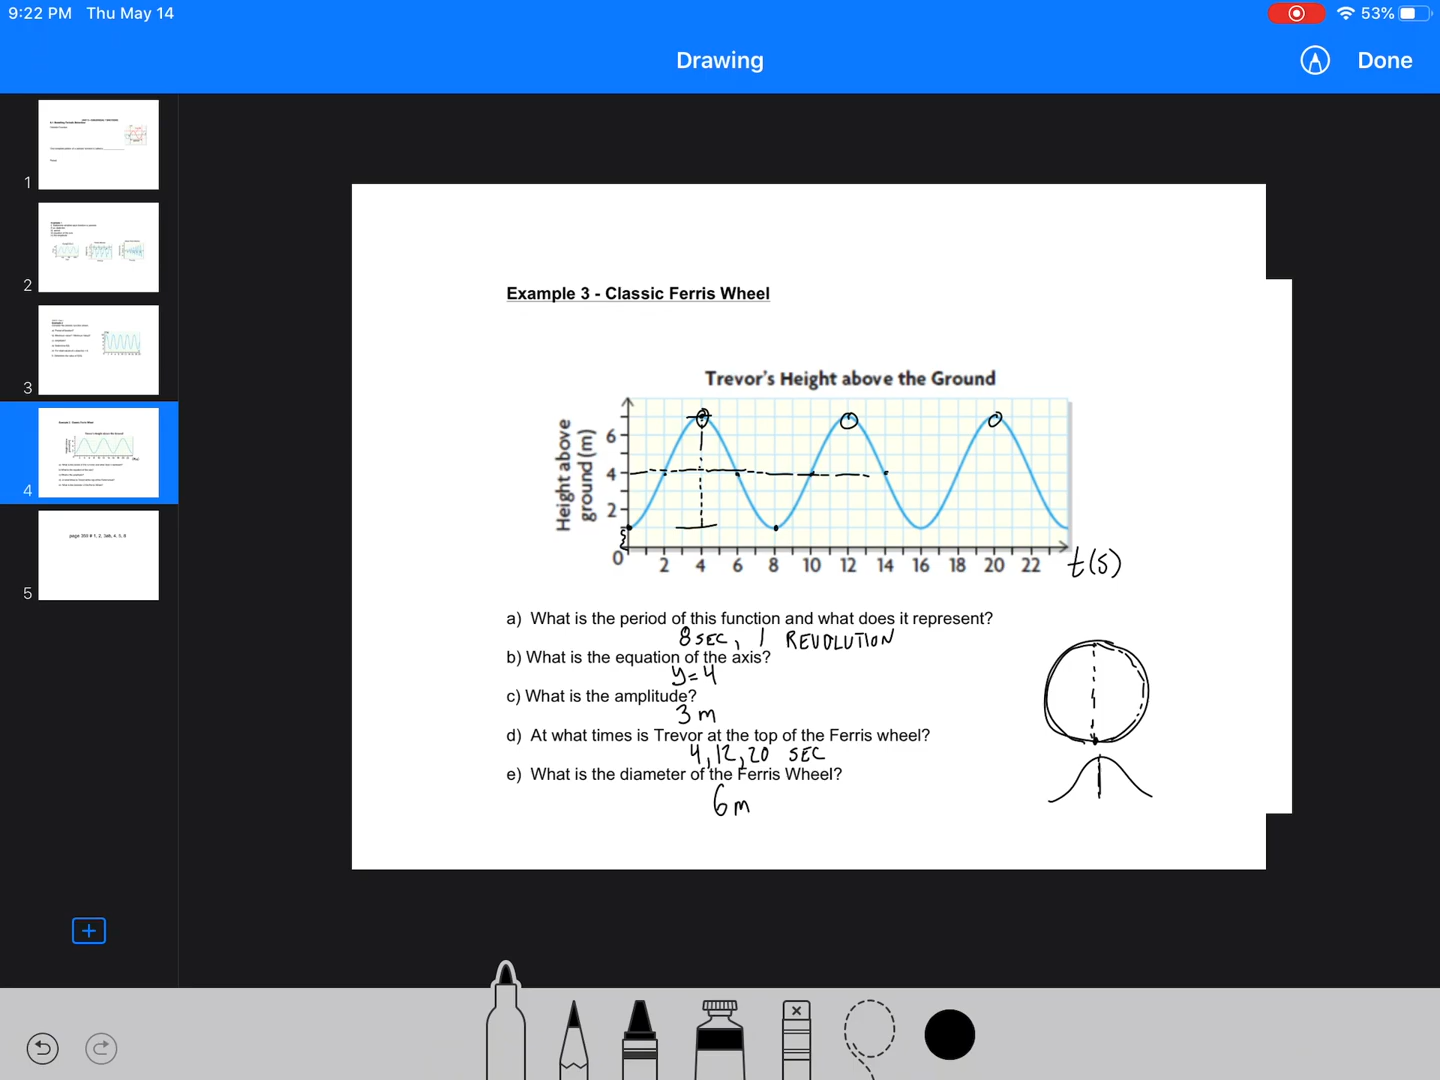 9:22 PM Thu May 14
53%
Drawing
Done
1
2
3
4
5
page 359 # 1, 2, 3ab, 4, 5, 8
Example 3 - Classic Ferris Wheel
Trevor's Height above the Ground
Height above
ground (m)
6
4
2
0
2 4 6 8 10 12 14 16 18 20 22
t(s)
a) What is the period of this function and what does it represent?
8 SEC, 1 REVOLUTION
b) What is the equation of the axis?
y=4
c) What is the amplitude?
3 m
d) At what times is Trevor at the top of the Ferris wheel?
4, 12, 20 SEC
e) What is the diameter of the Ferris Wheel?
6 m